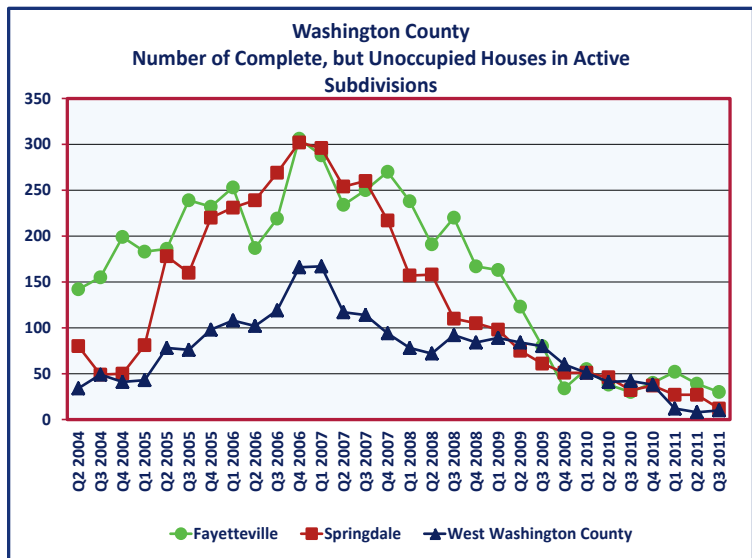 Washington County
Number of Complete, but Unoccupied Houses in Active
Subdivisions
350
300
250
200
150
100
50
0
Q2 2004
Q3 2004
Q4 2004
Q1 2005
Q2 2005
Q3 2005
Q4 2005
Q1 2006
Q2 2006
Q3 2006
Q4 2006
Q1 2007
Q2 2007
Q3 2007
Q4 2007
Q1 2008
Q2 2008
Q3 2008
Q4 2008
Q1 2009
Q2 2009
Q3 2009
Q4 2009
Q1 2010
Q2 2010
Q3 2010
Q4 2010
Q1 2011
Q2 2011
Q3 2011
Fayetteville Springdale West Washington County